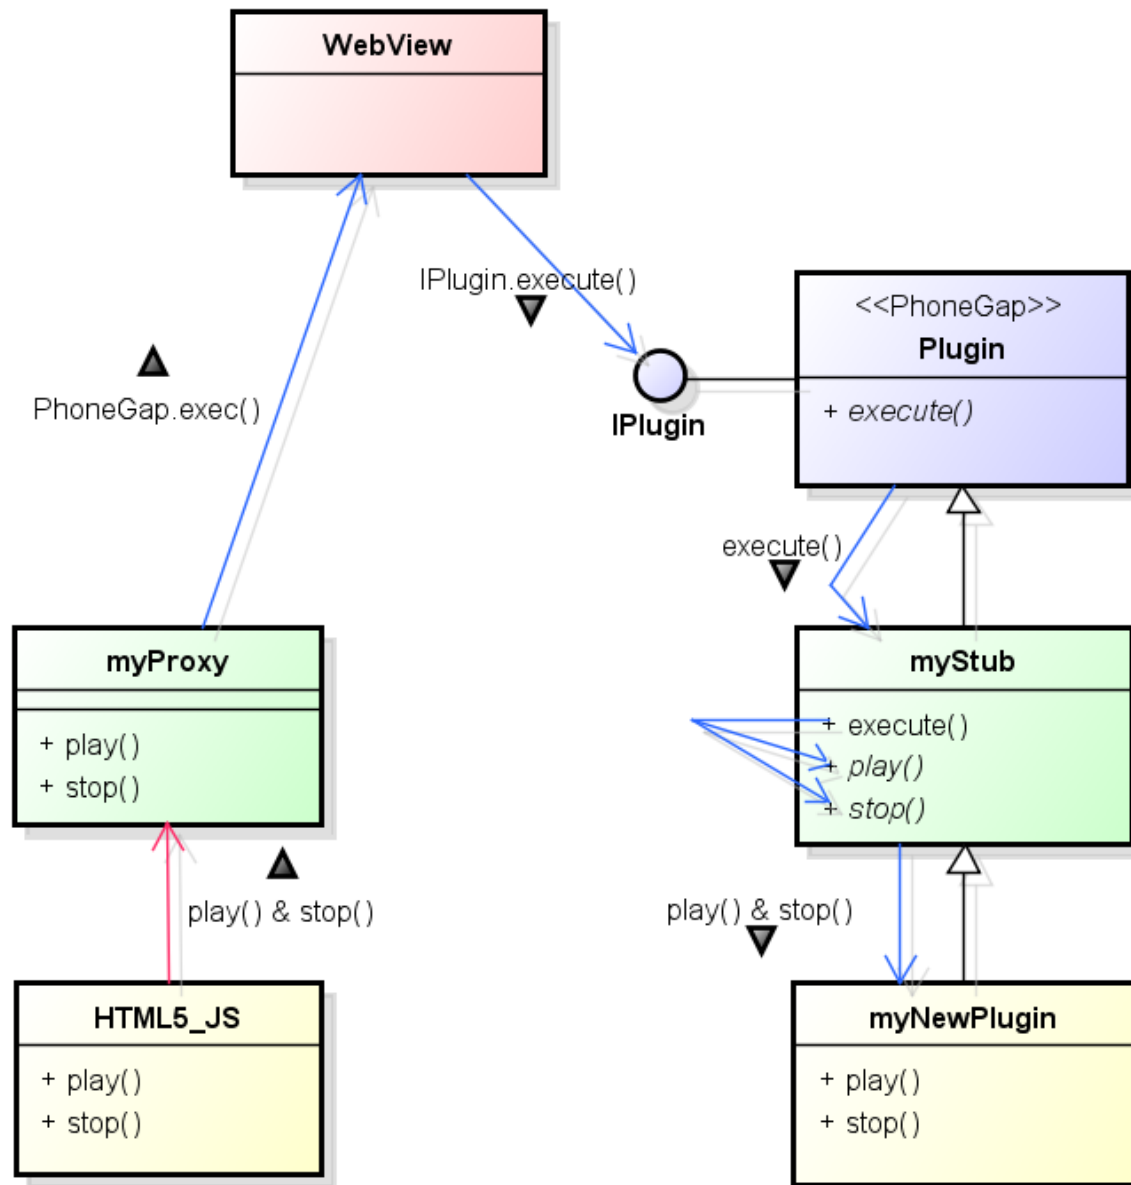 WebView
IPlugin.execute()
<<PhoneGap>>
Plugin
+ execute()
PhoneGap.exec()
IPlugin
execute()
myProxy
+ play()
+ stop()
myStub
+ execute()
+ play()
+ stop()
play() & stop()
play() & stop()
HTML5_JS
+ play()
+ stop()
myNewPlugin
+ play()
+ stop()